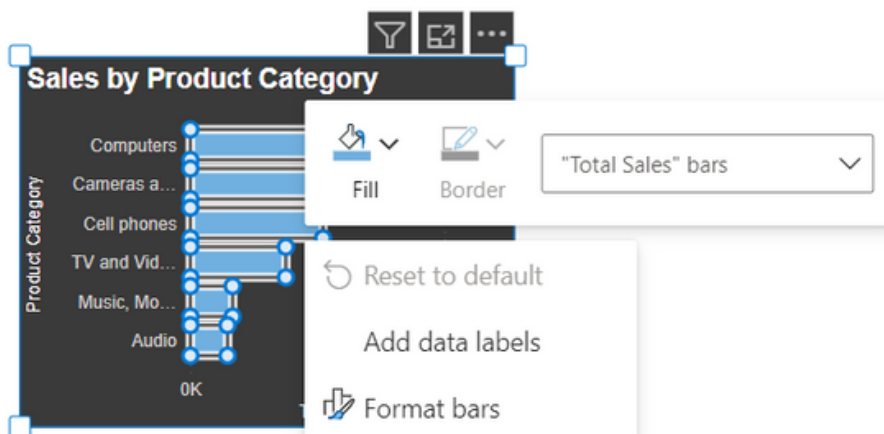 Sales by Product Category
Product Category
Computers
Cameras a...
Cell phones
TV and Vid...
Music, Mo...
Audio
0K
Fill
Border
"Total Sales" bars
Reset to default
Add data labels
Format bars